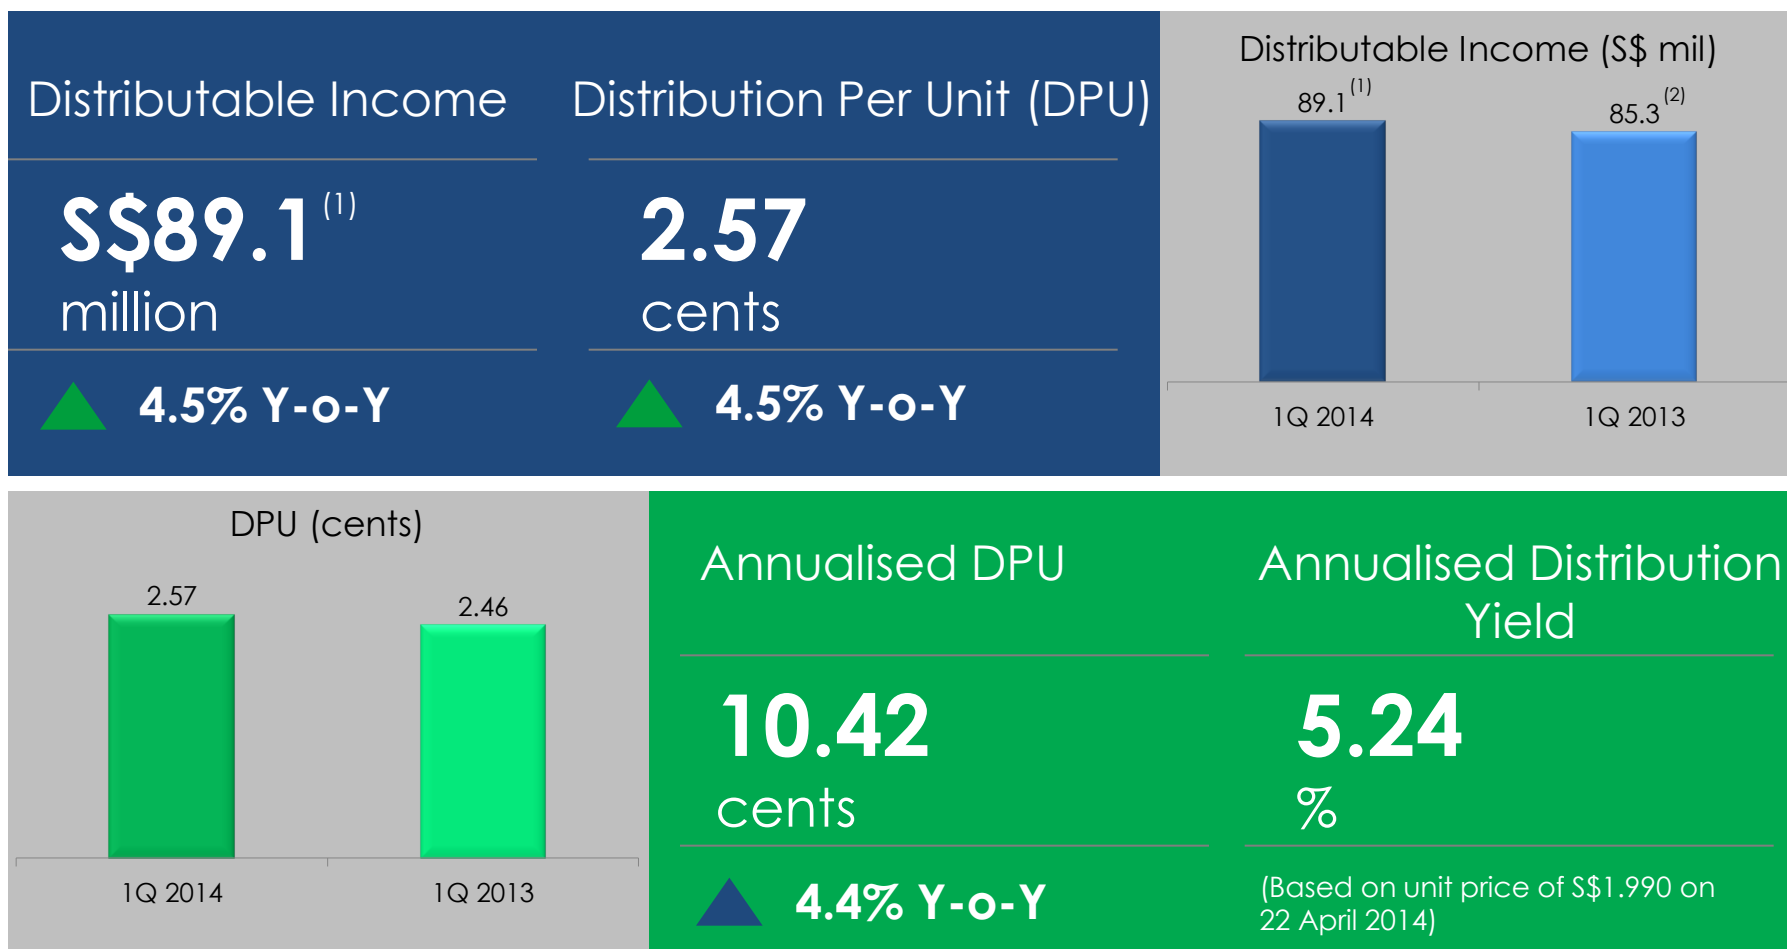 Distributable Income
S$89.1 (1)
million
4.5% Y-o-Y
Distribution Per Unit (DPU)
2.57
cents
4.5% Y-o-Y
Distributable Income (S$ mil)
89.1 (1)
85.3 (2)
1Q 2014
1Q 2013
DPU (cents)
2.57
2.46
1Q 2014
1Q 2013
Annualised DPU
10.42
cents
4.4% Y-o-Y
Annualised Distribution
Yield
5.24
%
(Based on unit price of S$1.990 on
22 April 2014)